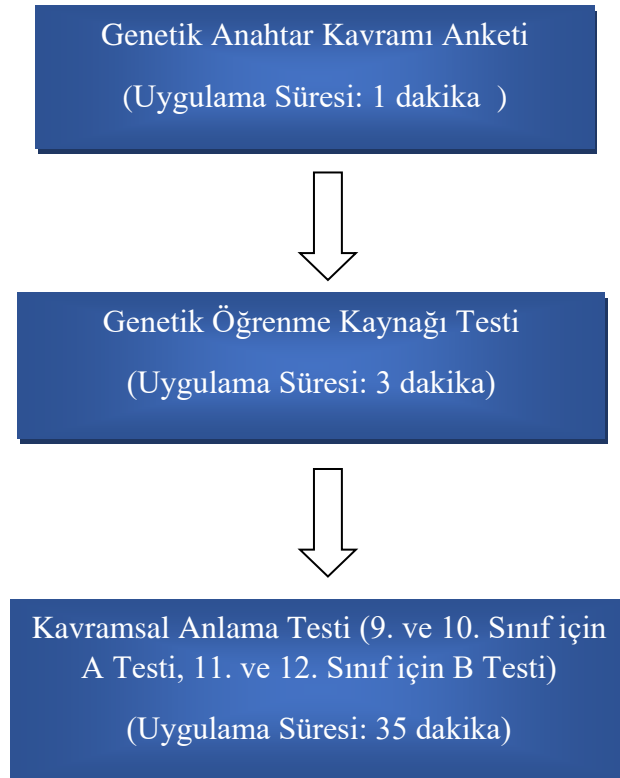 Genetik Anahtar Kavramı Anketi
(Uygulama Süresi: 1 dakika  )
Genetik Öğrenme Kaynağı Testi
(Uygulama Süresi: 3 dakika)
Kavramsal Anlama Testi (9. ve 10. Sınıf için
A Testi, 11. ve 12. Sınıf için B Testi)
(Uygulama Süresi: 35 dakika)